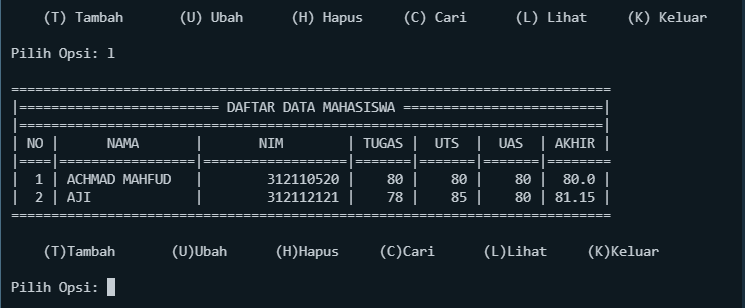 (T) Tambah (U) Ubah (H) Hapus (C) Cari (L) Lihat (K) Keluar
Pilih Opsi: l
===========================================================================
|========================= DAFTAR DATA MAHASISWA =========================|
|=========================================================================|
| NO | NAMA | NIM | TUGAS | UTS | UAS | AKHIR |
|====|=================|==================|=======|=======|=======|========
| 1 | ACHMAD MAHFUD | 312110520 | 80 | 80 | 80 | 80.0 |
| 2 | AJI | 312112121 | 78 | 85 | 80 | 81.15 |
===========================================================================
(T)Tambah (U)Ubah (H)Hapus (C)Cari (L)Lihat (K)Keluar
Pilih Opsi: